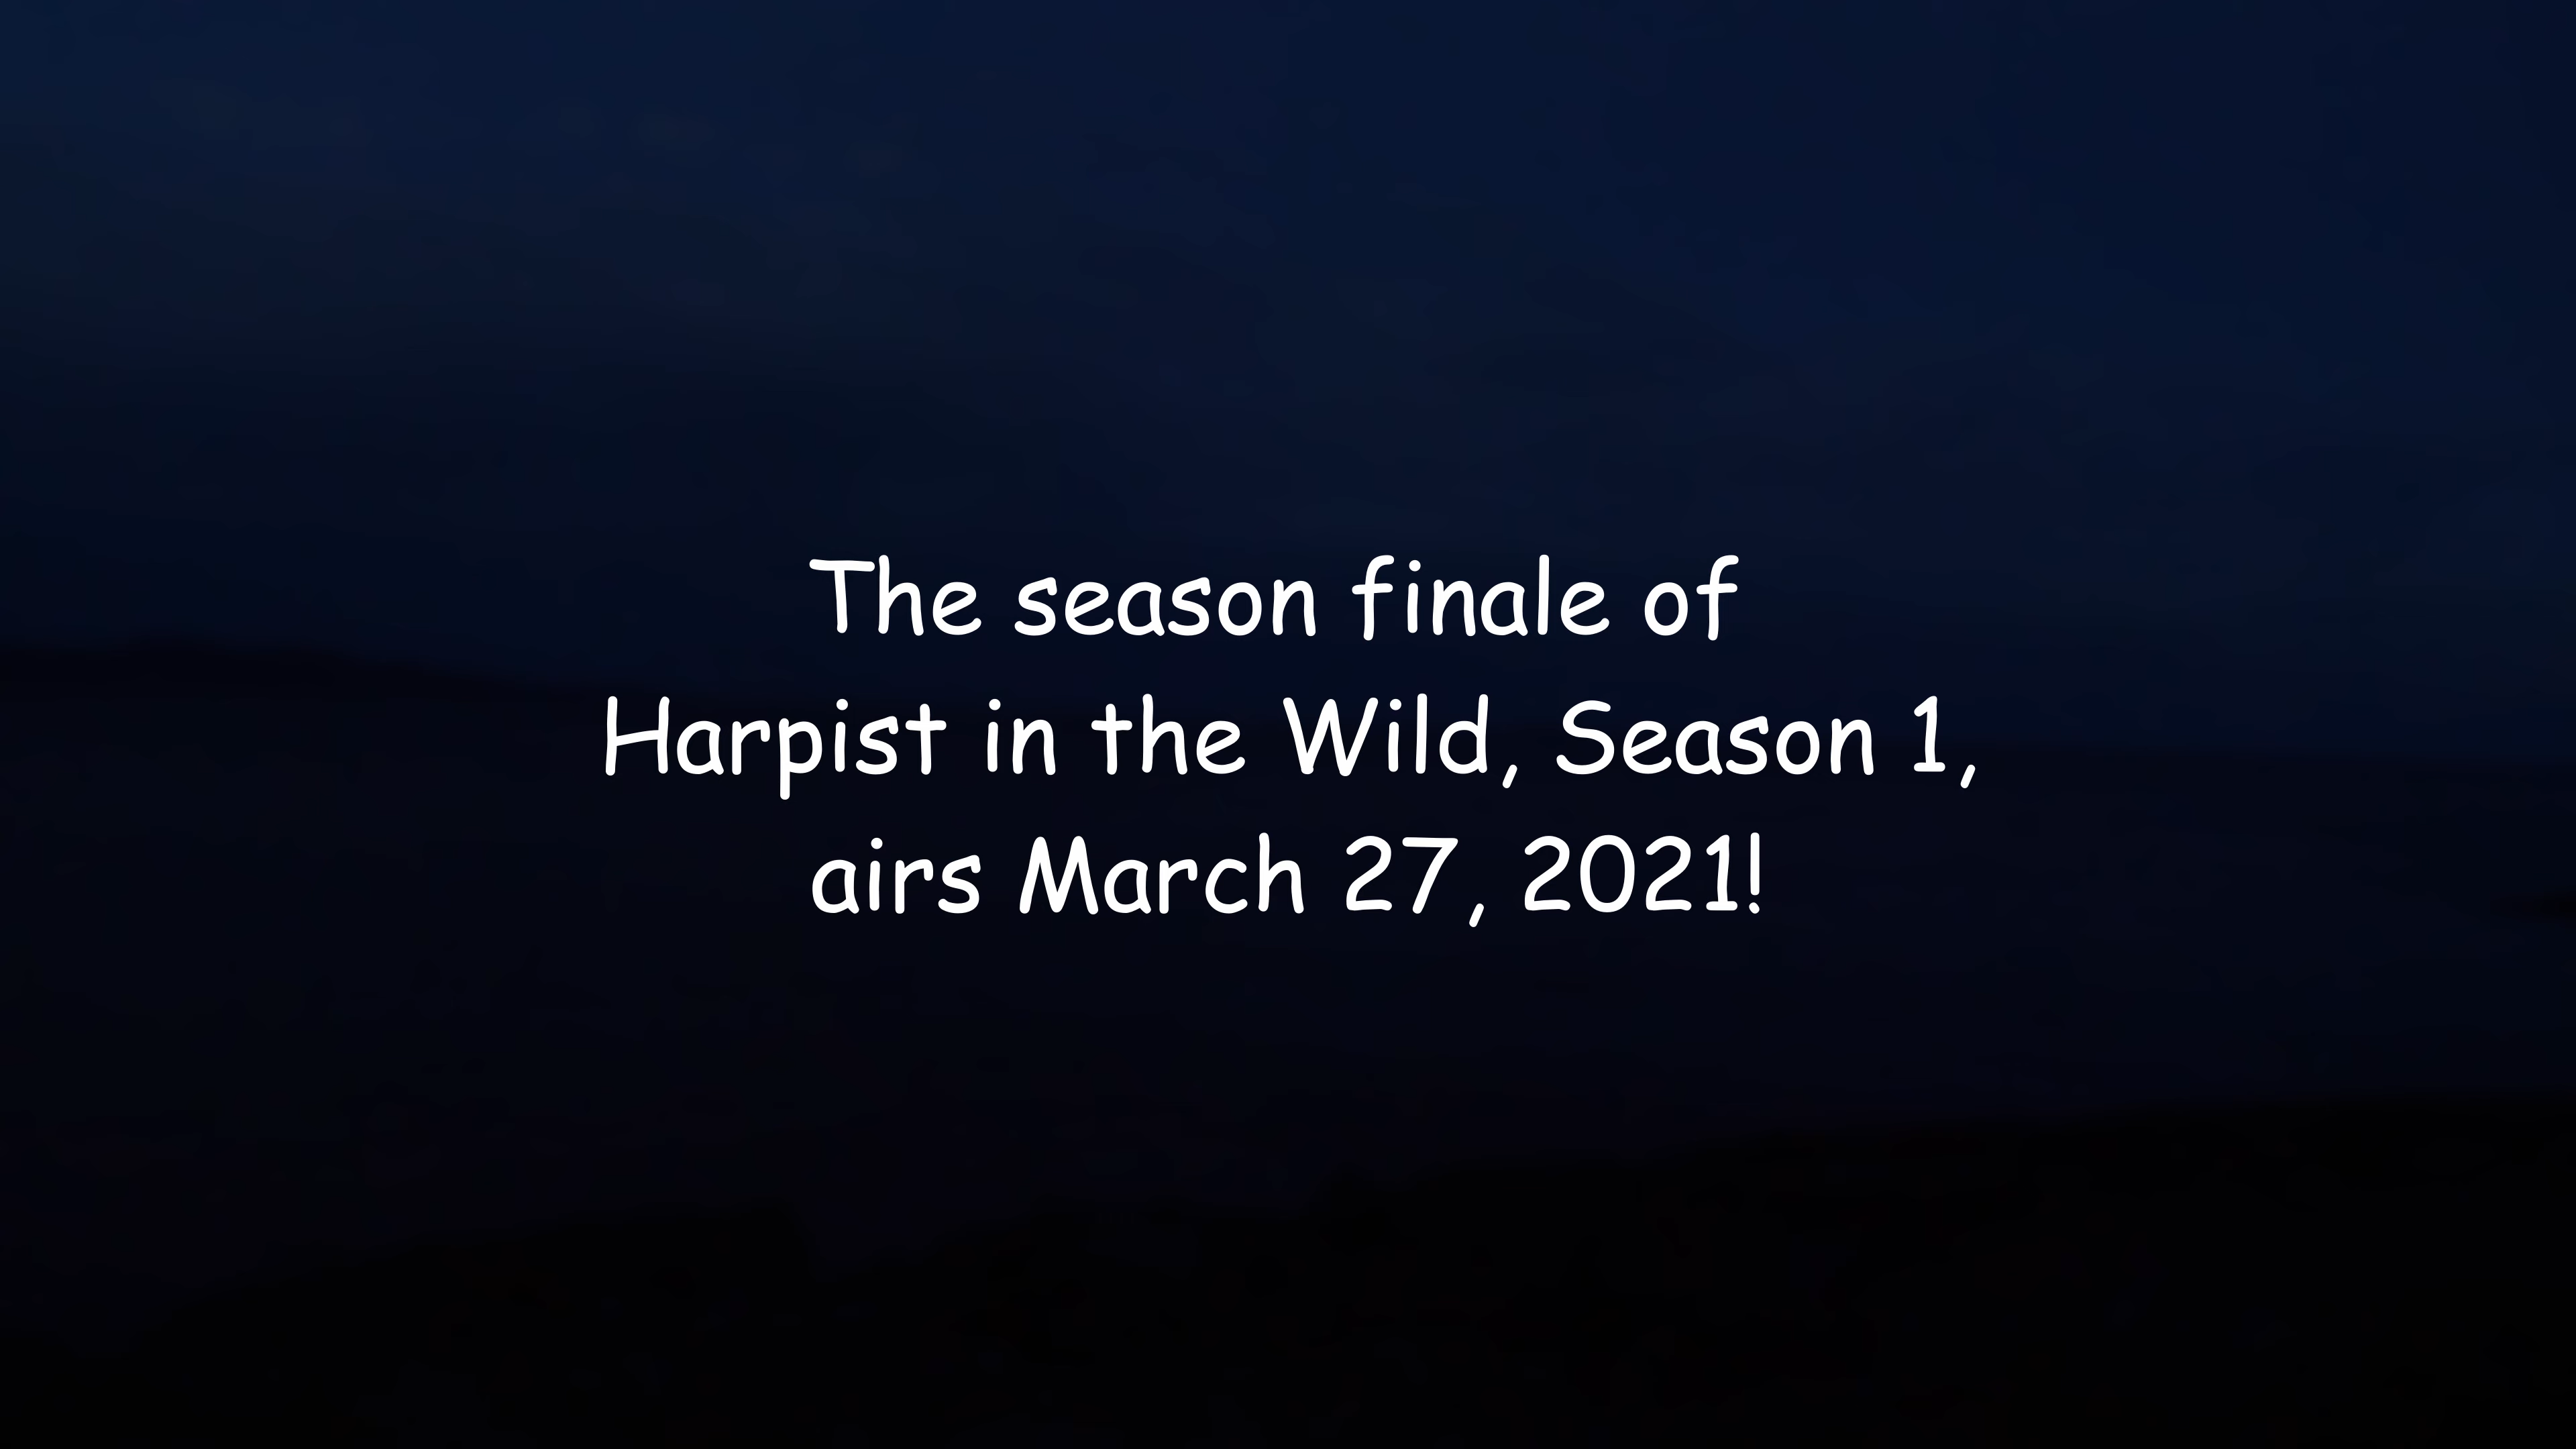 The season finale of
Harpist in the Wild, Season 1,
airs March 27, 2021!